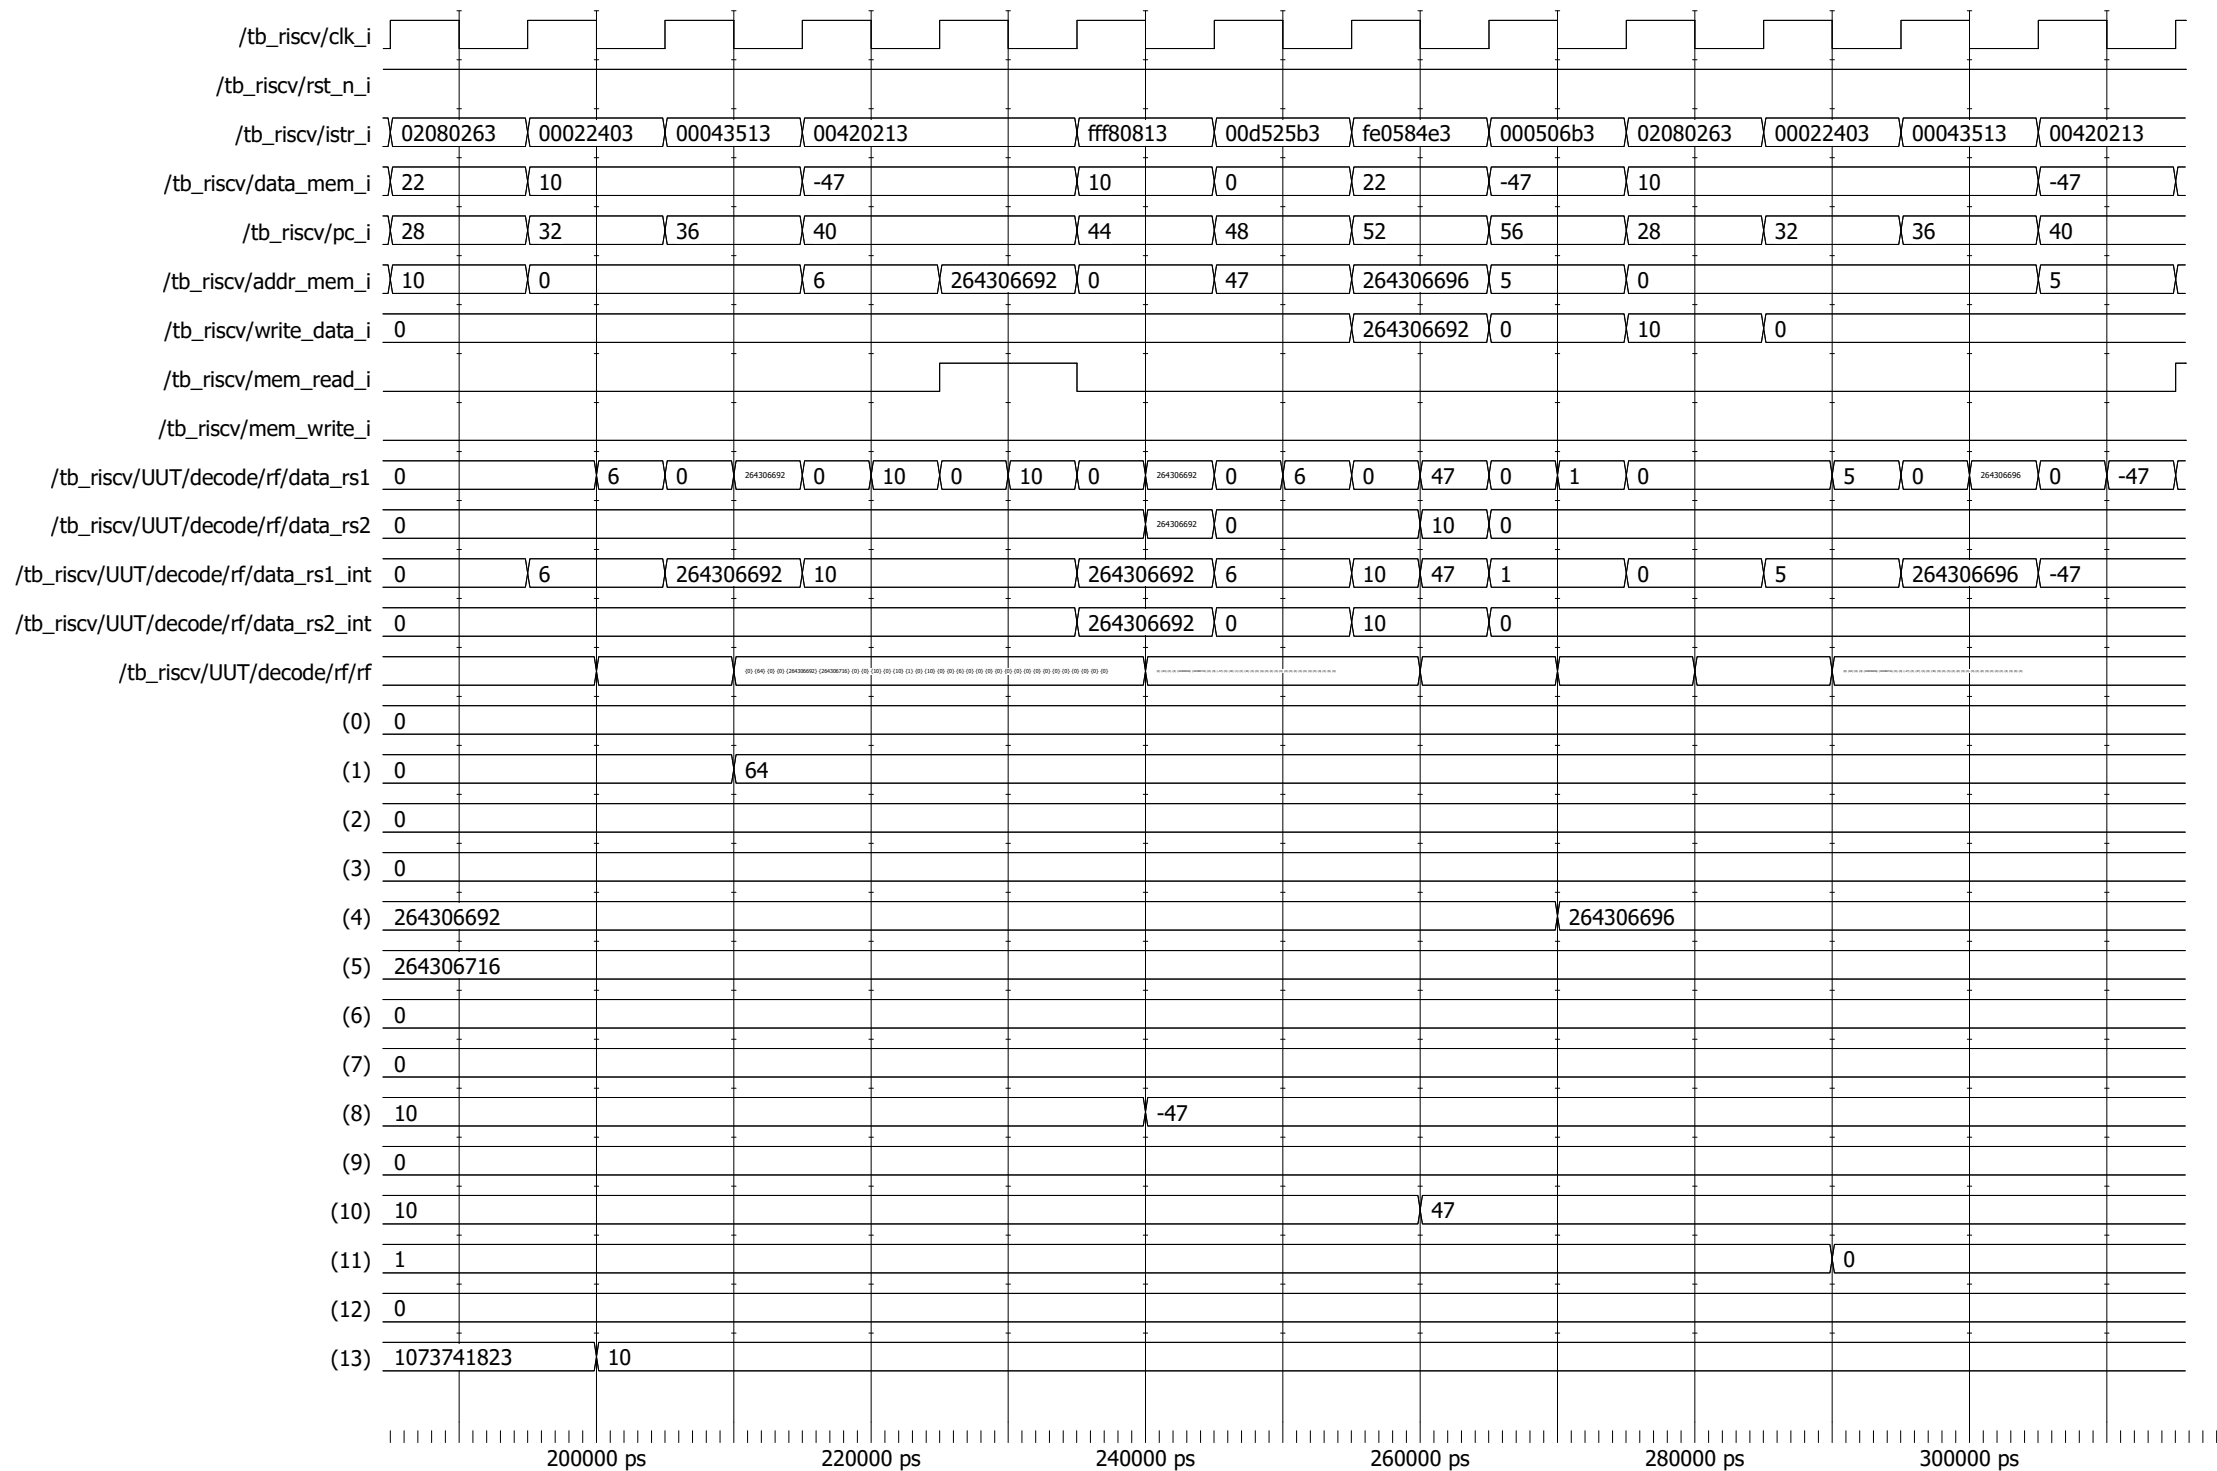 /tb_riscv/clk_i
/tb_riscv/rst_n_i
/tb_riscv/istr_i 02080263 00022403 00043513 00420213 fff80813 00d525b3 fe0584e3 000506b3 02080263 00022403 00043513 00420213
/tb_riscv/data_mem_i 22 10 -47 10 0 22 -47 10 -47
/tb_riscv/pc_i 28 32 36 40 44 48 52 56 28 32 36 40
/tb_riscv/addr_mem_i 10 0 6 264306692 0 47 264306696 5 0 5
/tb_riscv/write_data_i 0 264306692 0 10 0
/tb_riscv/mem_read_i
/tb_riscv/mem_write_i
/tb_riscv/UUT/decode/rf/data_rs1 0 6 0 264306692 0 10 0 10 0 264306692 0 6 0 47 0 1 0 5 0 264306696 0 -47
/tb_riscv/UUT/decode/rf/data_rs2 0 264306692 0 10 0
/tb_riscv/UUT/decode/rf/data_rs1_int 0 6 264306692 10 264306692 6 10 47 1 0 5 264306696 -47
/tb_riscv/UUT/decode/rf/data_rs2_int 0 264306692 0 10 0
/tb_riscv/UUT/decode/rf/rf
(0) 0
(1) 0 64
(2) 0
(3) 0
(4) 264306692 264306696
(5) 264306716
(6) 0
(7) 0
(8) 10 -47
(9) 0
(10) 10 47
(11) 1 0
(12) 0
(13) 1073741823 10
200000 ps 220000 ps 240000 ps 260000 ps 280000 ps 300000 ps